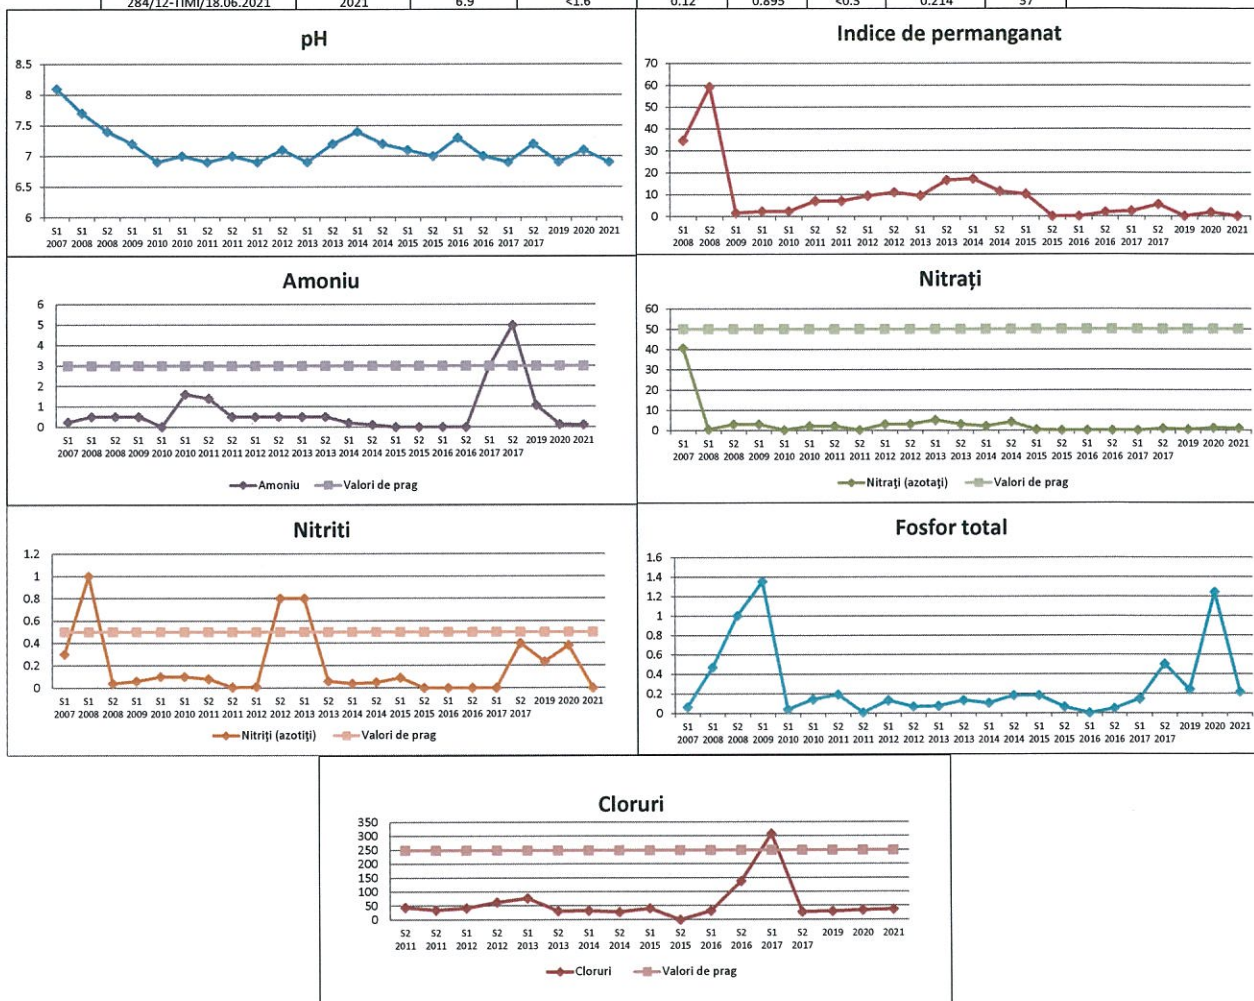 284/12-TIMI/18.06.2021 2021 6.9 <1.6 0.12 0.895 <0.5 0.214 37
pH
8.5
8
7.5
7
6.5
6
S1 S1 S2 S1 S1 S1 S2 S2 S1 S2 S1 S2 S1 S2 S1 S2 S1 S2 S1 S2 2019 2020 2021
2007 2008 2008 2009 2010 2010 2011 2011 2012 2012 2013 2013 2014 2014 2015 2015 2016 2016 2017 2017
Indice de permanganat
70
60
50
40
30
20
10
0
S1 S2 S1 S1 S1 S2 S2 S1 S2 S1 S2 S1 S2 S1 S2 S1 S2 S1 S2 2019 2020 2021
2008 2008 2009 2010 2010 2011 2011 2012 2012 2013 2013 2014 2014 2015 2015 2016 2016 2017 2017
Amoniu
6
5
4
3
2
1
0
S1 S1 S2 S1 S1 S1 S2 S2 S1 S2 S1 S2 S1 S2 S1 S2 S1 S2 S1 S2 2019 2020 2021
2007 2008 2008 2009 2010 2010 2011 2011 2012 2012 2013 2013 2014 2014 2015 2015 2016 2016 2017 2017
Amoniu Valori de prag
Nitrați
60
50
40
30
20
10
0
S1 S1 S2 S1 S1 S1 S2 S2 S1 S2 S1 S2 S1 S2 S1 S2 S1 S2 S1 S2 2019 2020 2021
2007 2008 2008 2009 2010 2010 2011 2011 2012 2012 2013 2013 2014 2014 2015 2015 2016 2016 2017 2017
Nitrați (azotați) Valori de prag
Nitriti
1.2
1
0.8
0.6
0.4
0.2
0
S1 S1 S2 S1 S1 S1 S2 S2 S1 S2 S1 S2 S1 S2 S1 S2 S1 S2 S1 S2 2019 2020 2021
2007 2008 2008 2009 2010 2010 2011 2011 2012 2012 2013 2013 2014 2014 2015 2015 2016 2016 2017 2017
Nitriți (azotiți) Valori de prag
Fosfor total
1.6
1.4
1.2
1
0.8
0.6
0.4
0.2
0
S1 S1 S2 S1 S1 S1 S2 S2 S1 S2 S1 S2 S1 S2 S1 S2 S1 S2 S1 S2 2019 2020 2021
2007 2008 2008 2009 2010 2010 2011 2011 2012 2012 2013 2013 2014 2014 2015 2015 2016 2016 2017 2017
Cloruri
350
300
250
200
150
100
50
0
S2 S2 S1 S2 S1 S2 S1 S2 S1 S2 S1 S2 S1 S2 2019 2020 2021
2011 2011 2012 2012 2013 2013 2014 2014 2015 2015 2016 2016 2017 2017
Cloruri Valori de prag